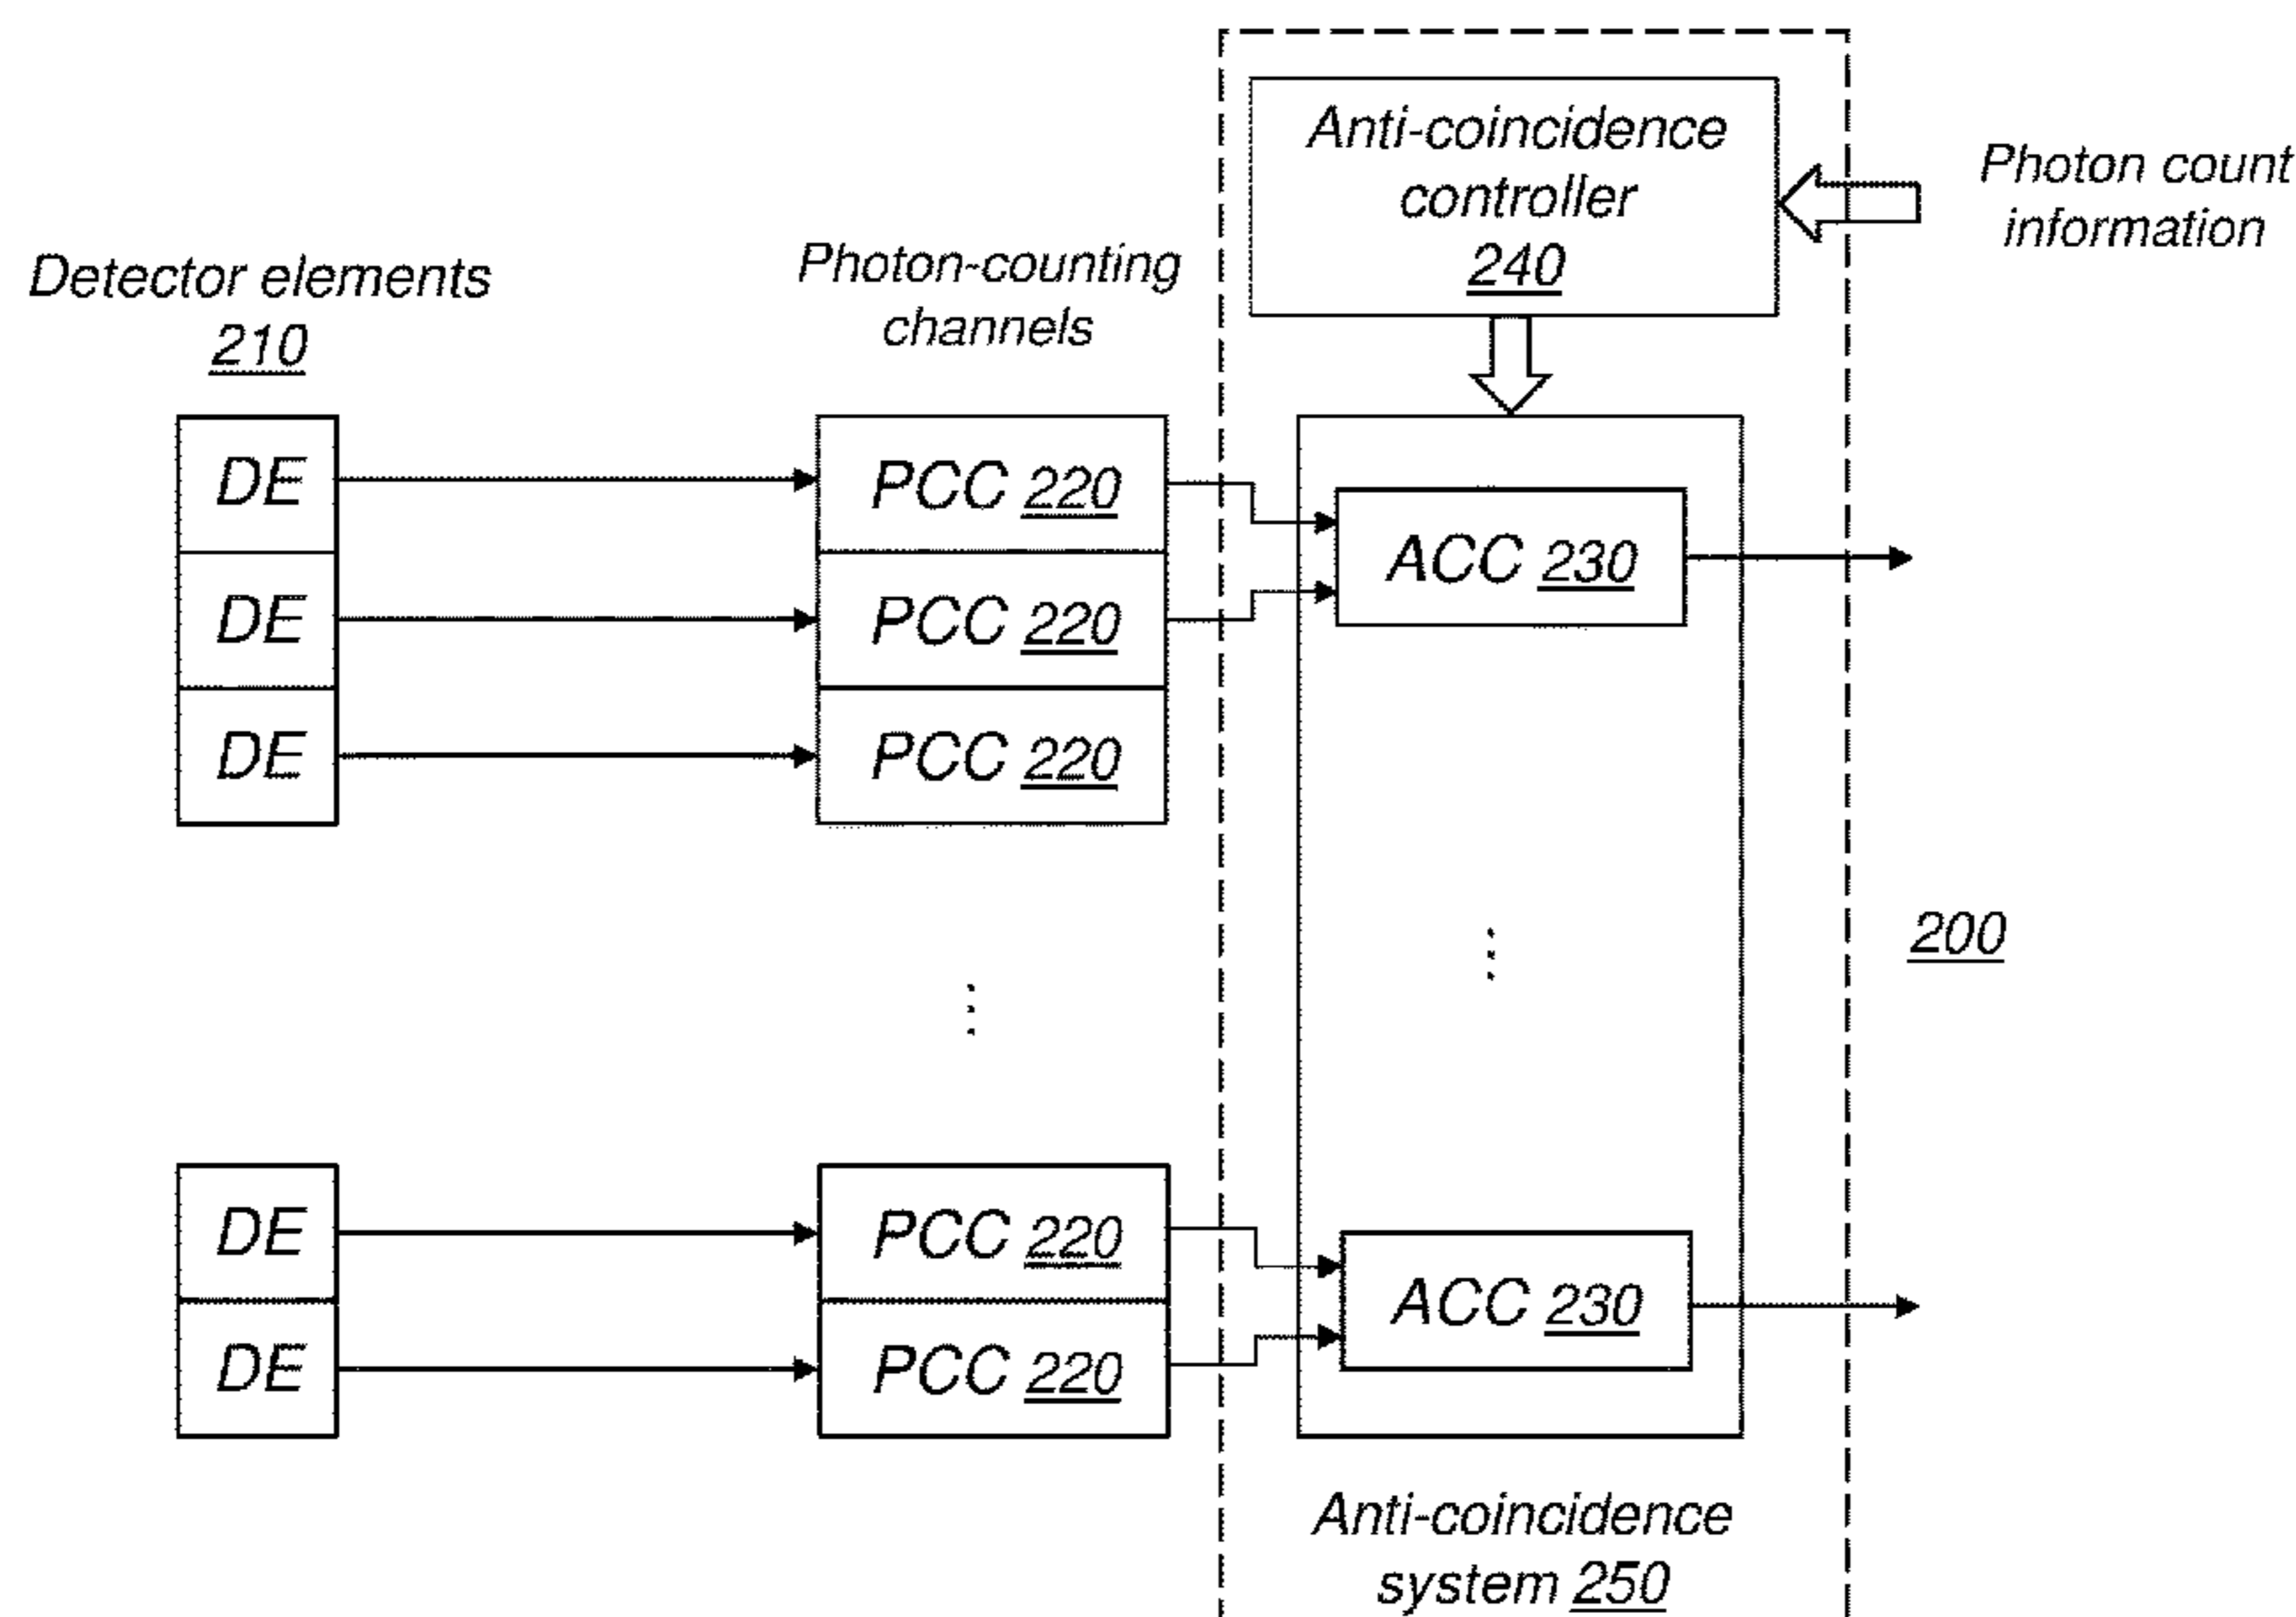 Anti-coincidence
controller
240
Photon count
information
Detector elements
210
Photon-counting
channels
DE
PCC 220
ACC 230
DE
PCC 220
DE
PCC 220
200
DE
PCC 220
ACC 230
DE
PCC 220
Anti-coincidence
system 250